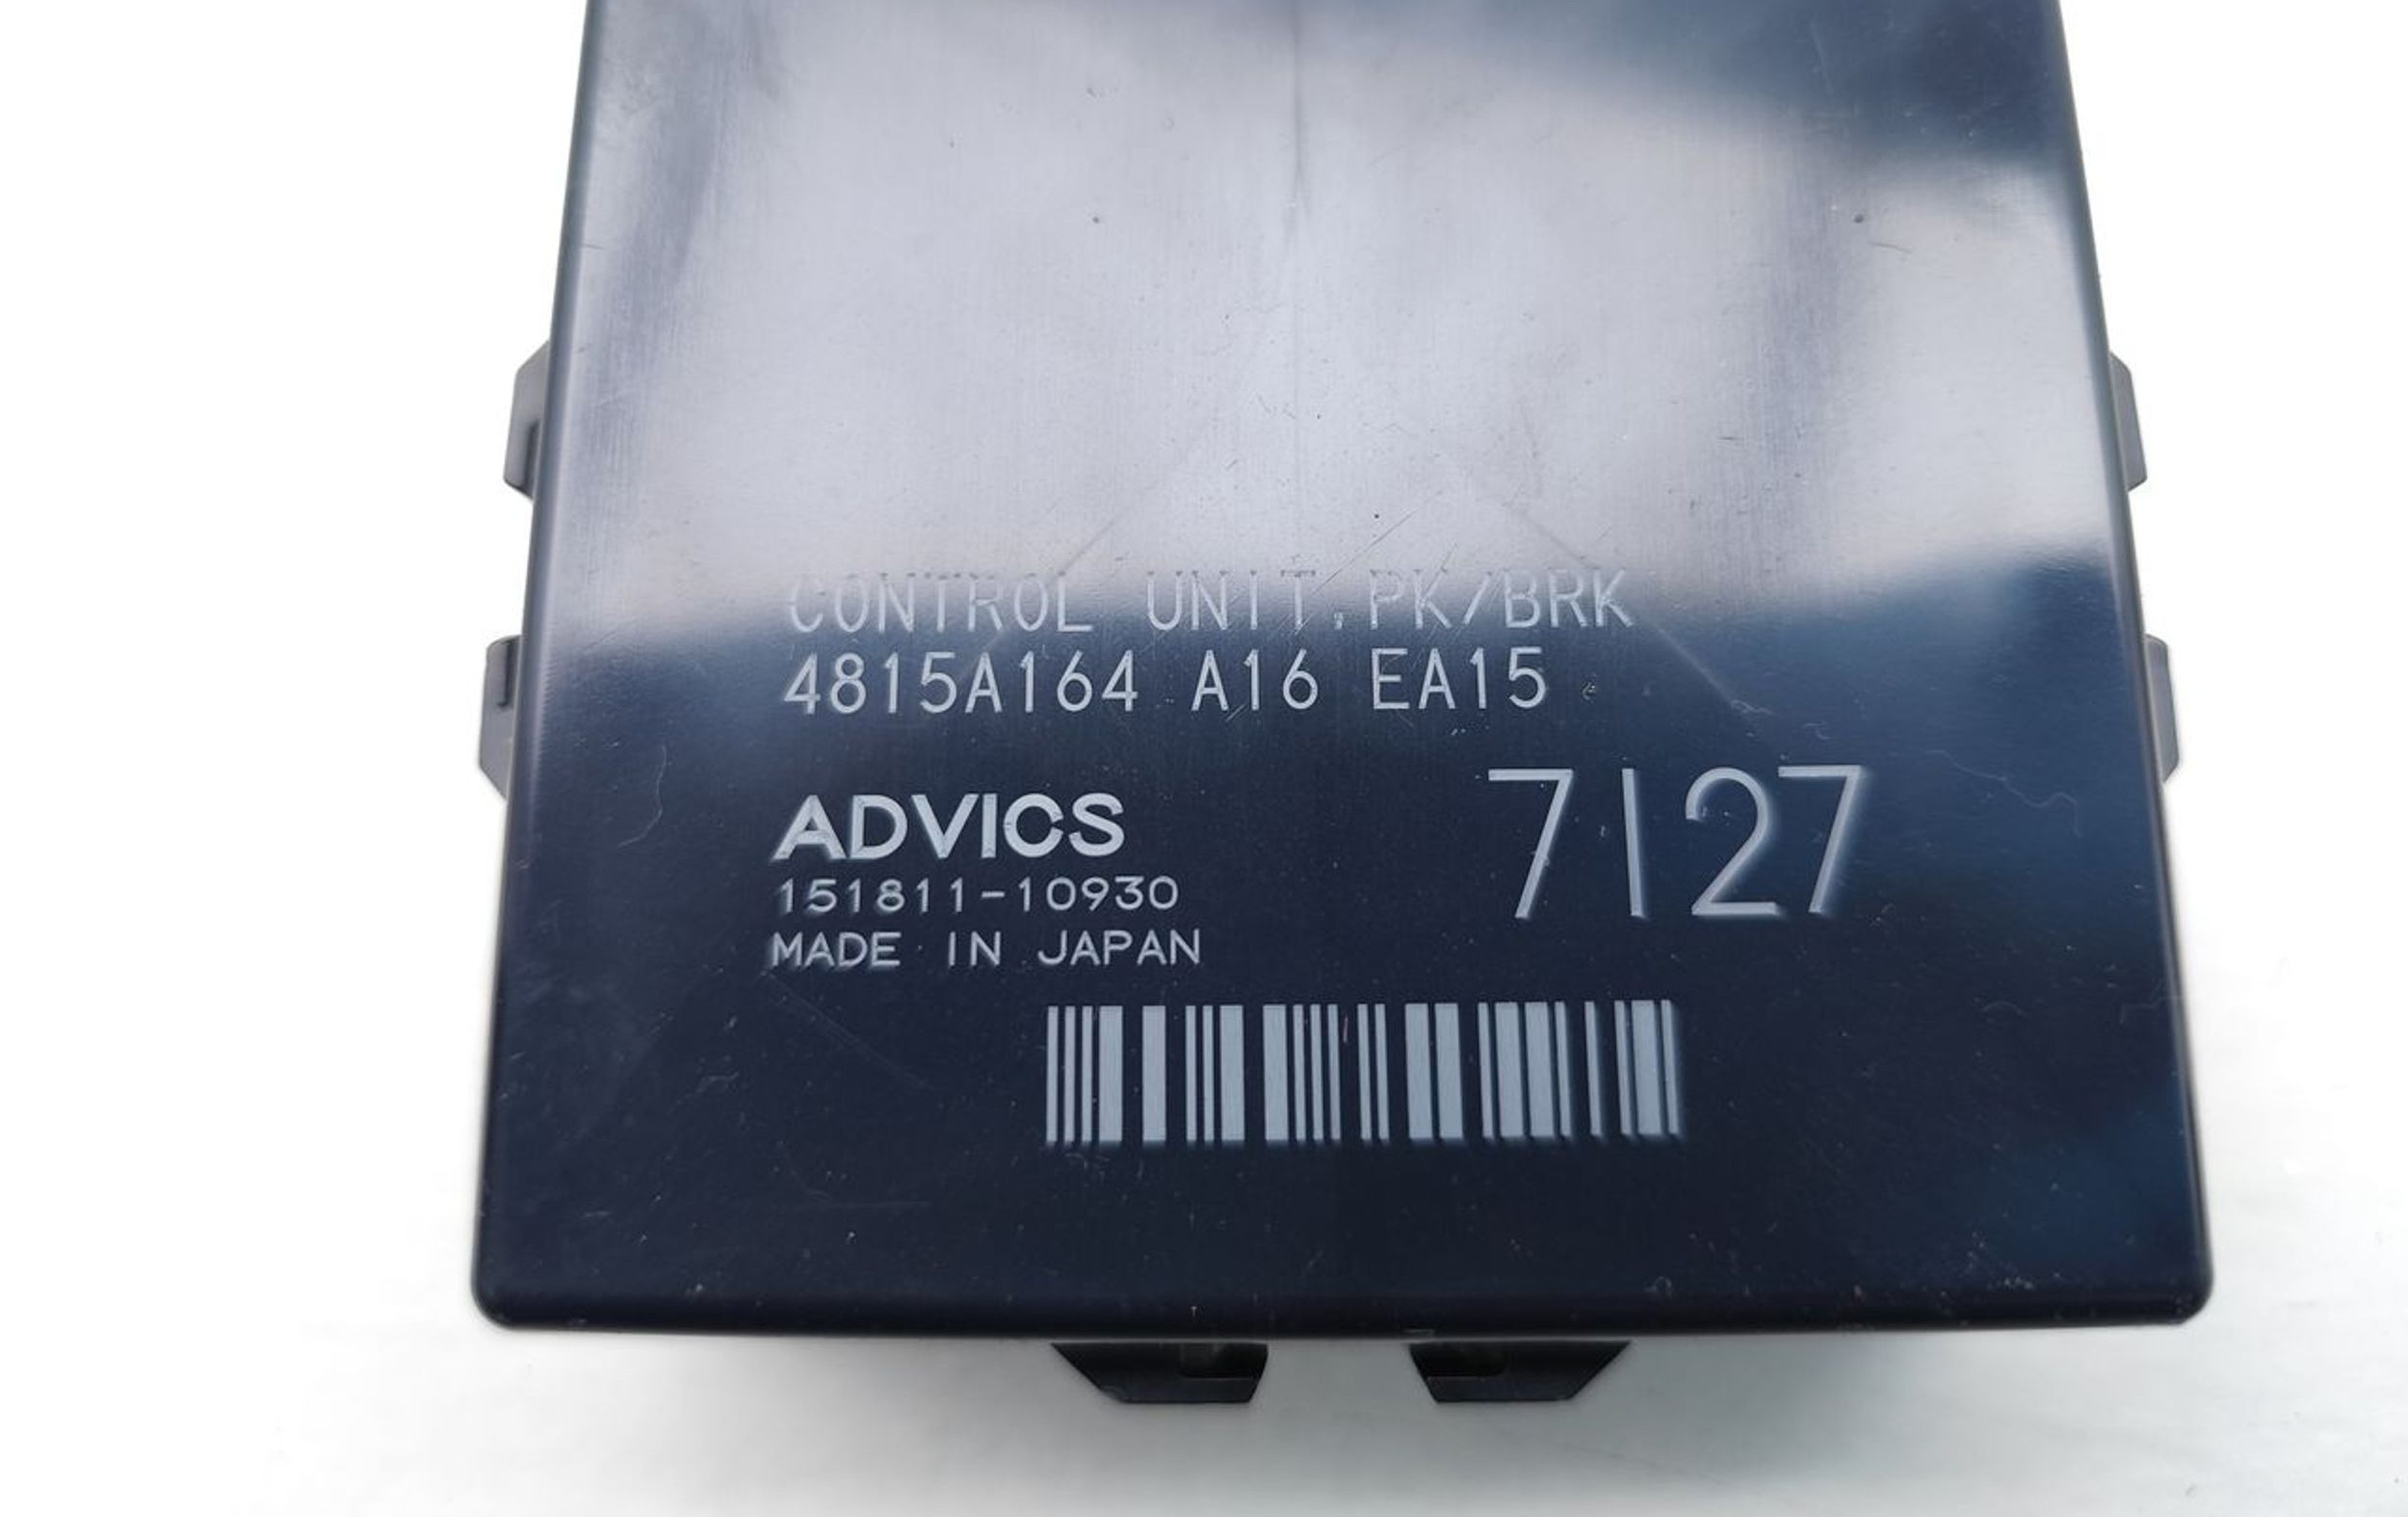 CONTROL UNIT,PK/BRK
4815A164 A16 EA15
ADVICS
7127
151811-10930
MADE IN JAPAN